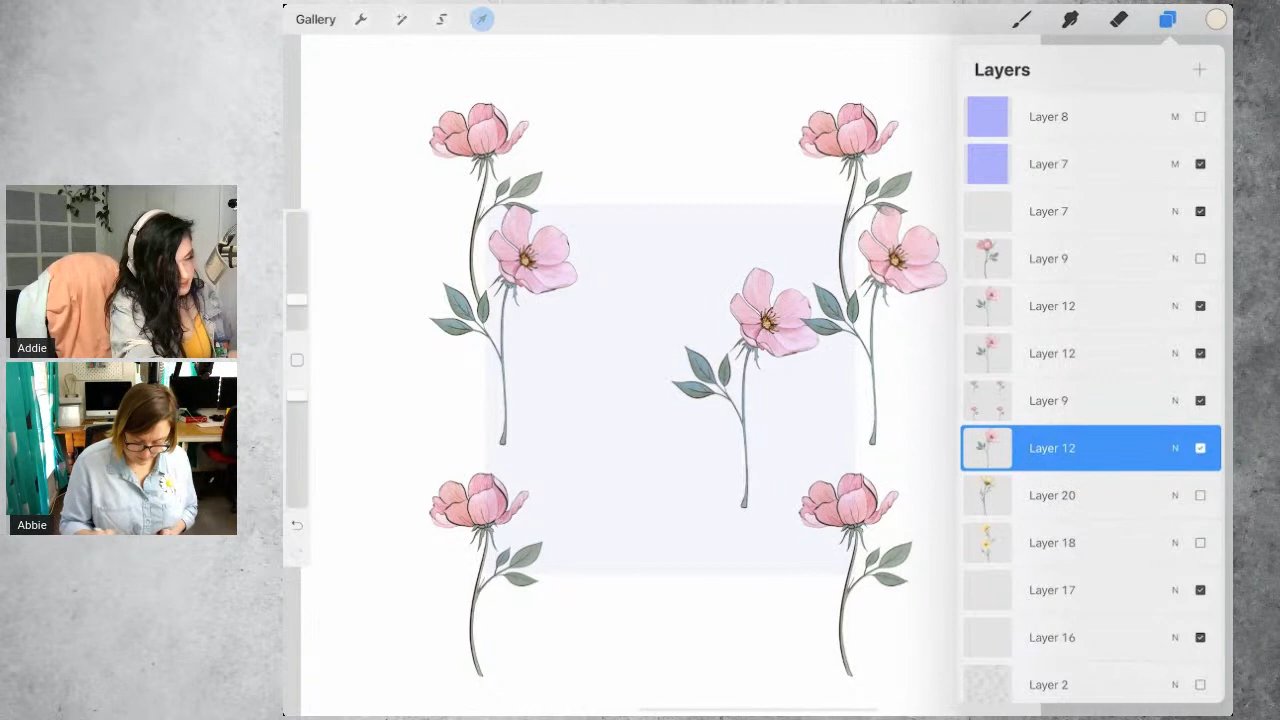 Gallery
Layers
Layer 8 M
Layer 7 M
Layer 7 N
Layer 9 N
Layer 12 N
Layer 12 N
Layer 9 N
Layer 12 N
Layer 20 N
Layer 18 N
Layer 17 N
Layer 16 N
Layer 2 N
Addie
Abbie